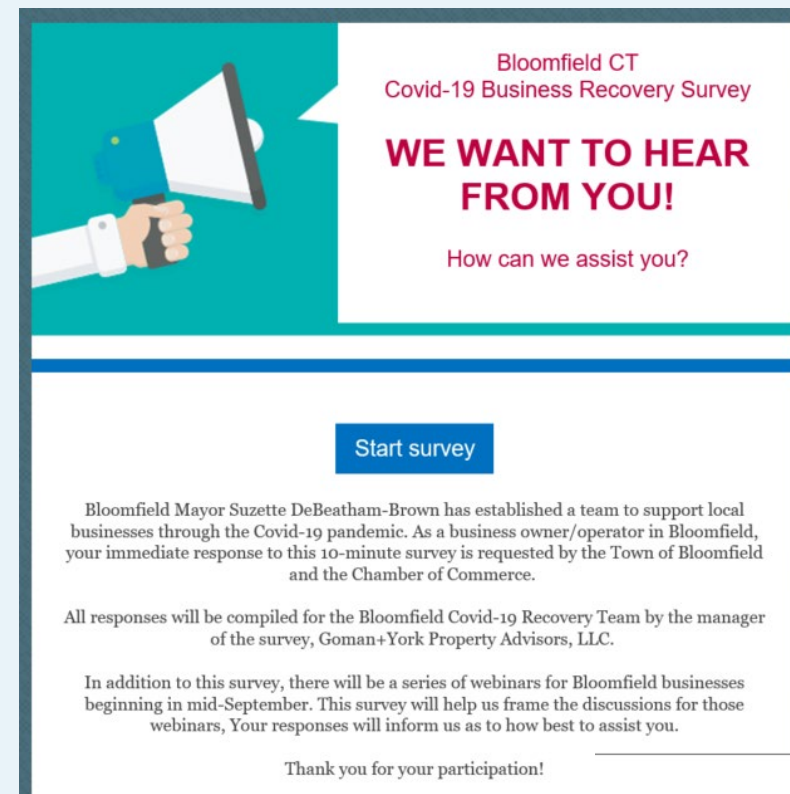 Bloomfield CT
Covid-19 Business Recovery Survey
WE WANT TO HEAR
FROM YOU!
How can we assist you?
Start survey
Bloomfield Mayor Suzette DeBeatham-Brown has established a team to support local
businesses through the Covid-19 pandemic. As a business owner/operator in Bloomfield,
your immediate response to this 10-minute survey is requested by the Town of Bloomfield
and the Chamber of Commerce.
All responses will be compiled for the Bloomfield Covid-19 Recovery Team by the manager
of the survey, Goman+York Property Advisors, LLC.
In addition to this survey, there will be a series of webinars for Bloomfield businesses
beginning in mid-September. This survey will help us frame the discussions for those
webinars, Your responses will inform us as to how best to assist you.
Thank you for your participation!